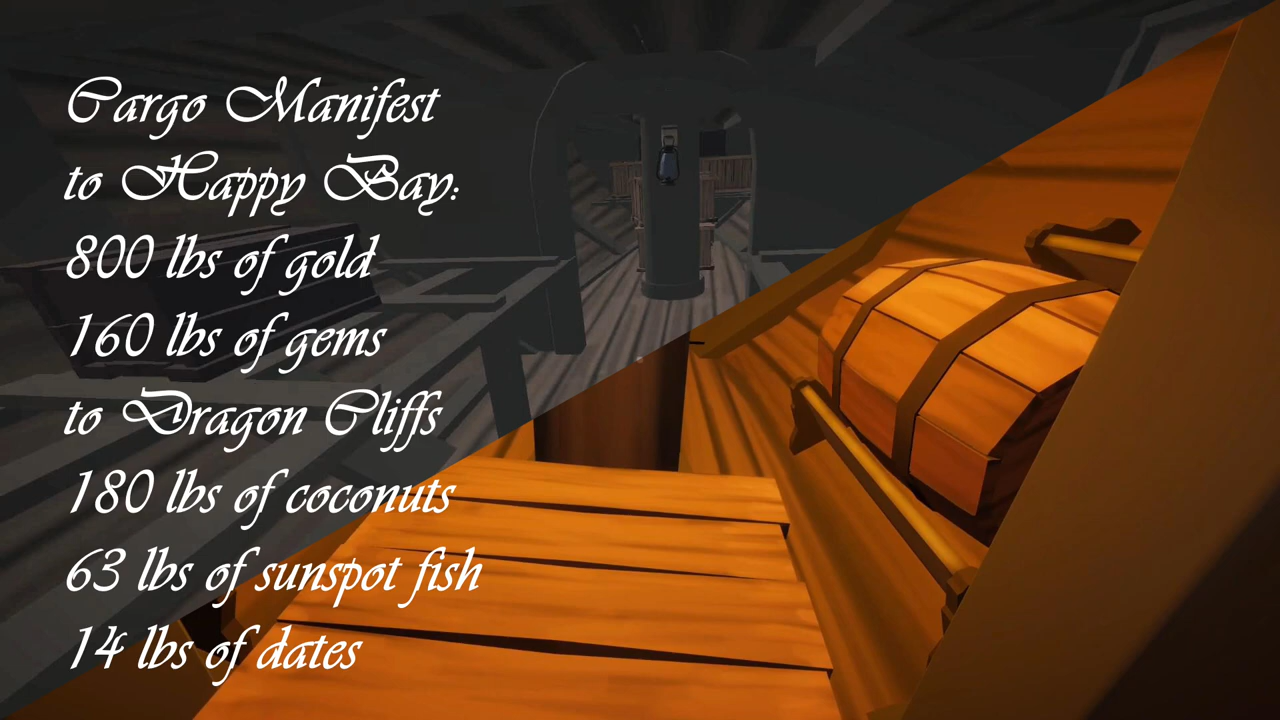 Cargo Manifest
to Happy Bay:
800 lbs of gold
160 lbs of gems
to Dragon Cliffs
180 lbs of coconuts
63 lbs of sunspot fish
14 lbs of dates